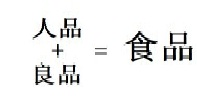 人品
+
良品
= 食品